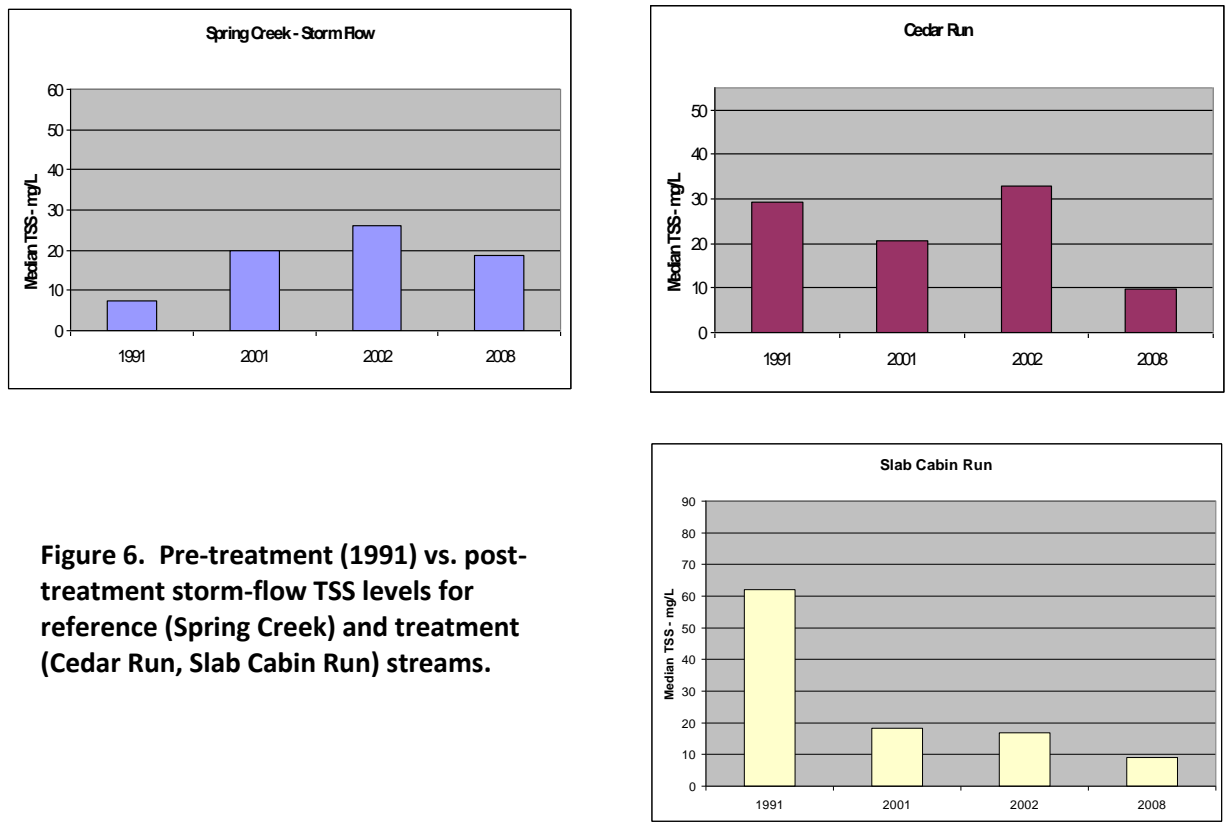 Spring Creek - Storm Flow
Median TSS - mg/L
60
50
40
30
20
10
0
1991 2001 2002 2008
Cedar Run
Median TSS - mg/L
50
40
30
20
10
0
1991 2001 2002 2008
Slab Cabin Run
Median TSS - mg/L
90
80
70
60
50
40
30
20
10
0
1991 2001 2002 2008
Figure 6. Pre-treatment (1991) vs. post-
treatment storm-flow TSS levels for
reference (Spring Creek) and treatment
(Cedar Run, Slab Cabin Run) streams.